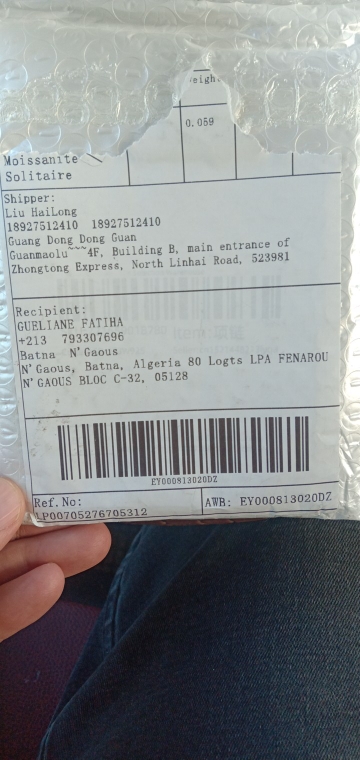 eigh
0.059
Moissanite
Solitaire
Shipper:
Liu HaiLong
18927512410 18927512410
Guang Dong Dong Guan
Guanmaolu~~~4F, Building B, main entrance of
Zhongtong Express, North Linhai Road, 523981
Recipient:
GUELIANE FATIHA
+213 793307696
Batna N'Gaous
N'Gaous, Batna, Algeria 80 Logts LPA FENAROU
N'GAOUS BLOC C-32, 05128
EY000813020DZ
Ref.No:
LP00705276705312
AWB: EY000813020DZ